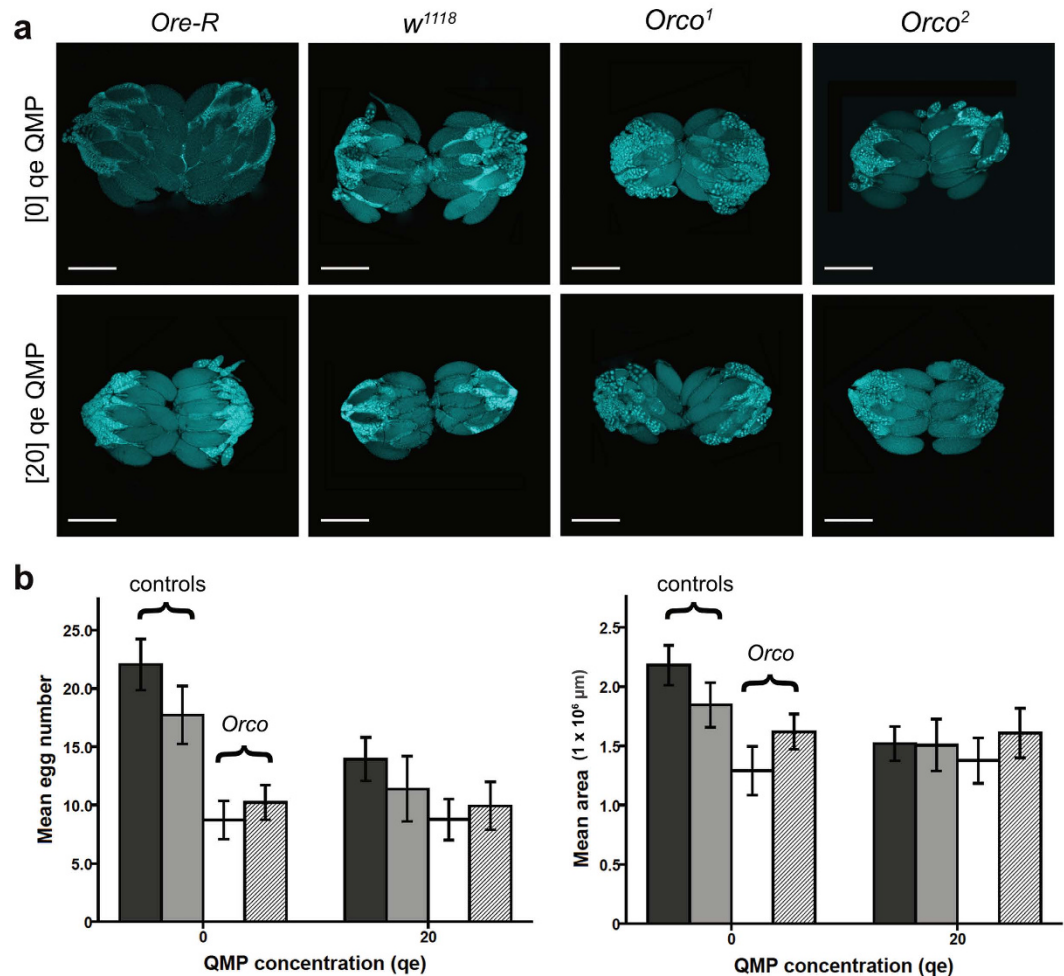 a
Ore-R w¹¹¹⁸ Orco¹ Orco²
[0] qe QMP
[20] qe QMP
b
controls
Orco
25.0
20.0
15.0
10.0
5.0
0
Mean egg number
0 20
QMP concentration (qe)
controls
Orco
2.5
2.0
1.5
1.0
0.5
0
Mean area (1 x 10⁶ µm)
0 20
QMP concentration (qe)